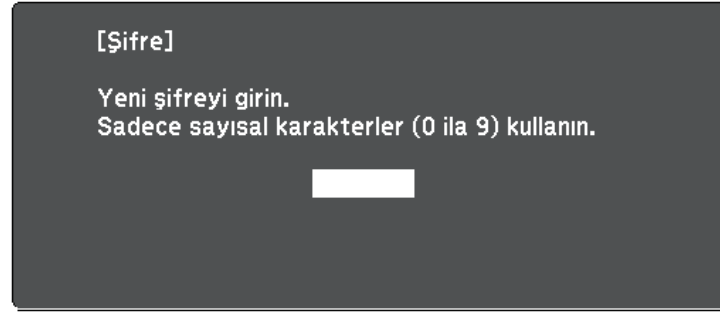 [Şifre]
Yeni şifreyi girin.
Sadece sayısal karakterler (0 ila 9) kullanın.